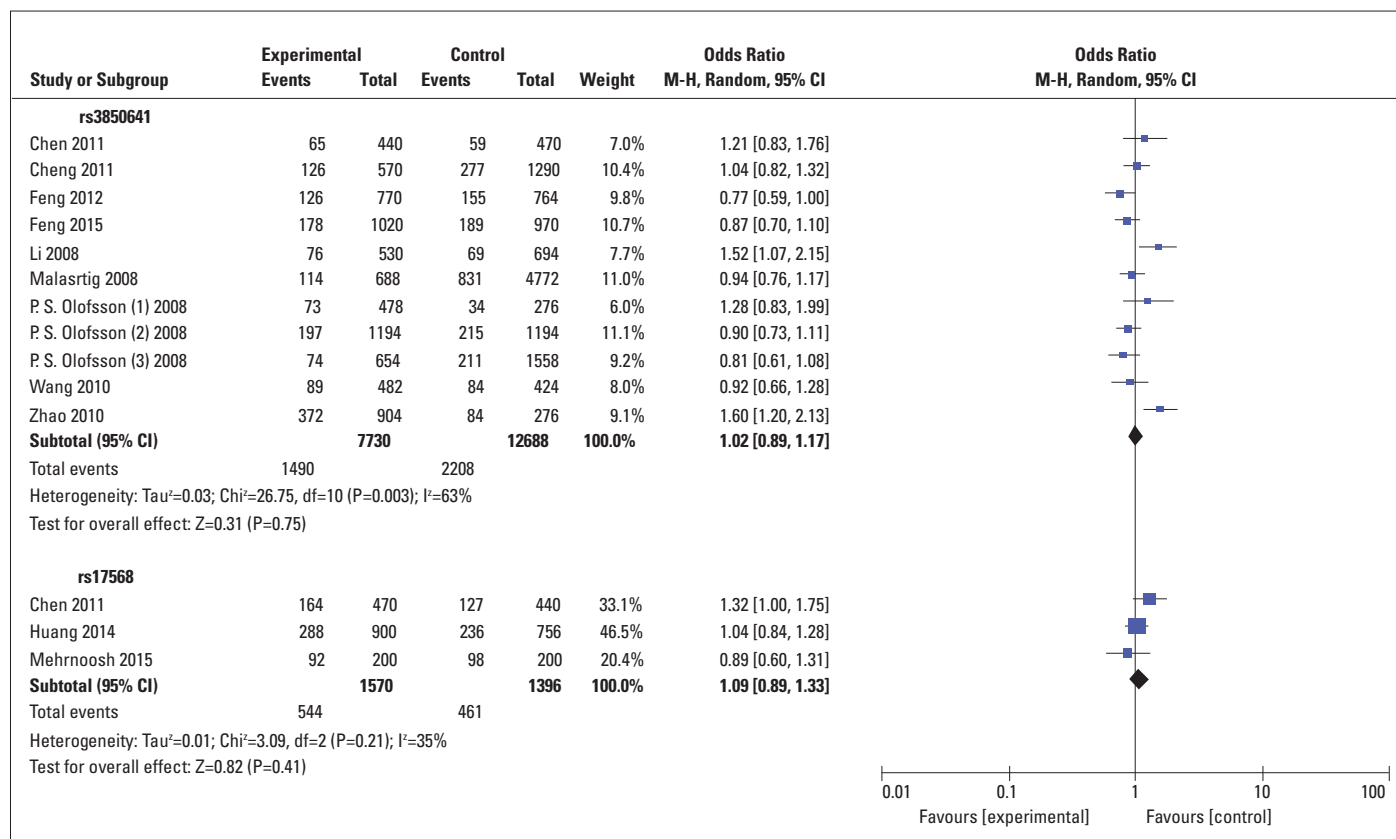 Experimental Control Odds Ratio Odds Ratio
Study or Subgroup Events Total Events Total Weight M-H, Random, 95% CI M-H, Random, 95% CI
rs3850641
Chen 2011 65 440 59 470 7.0% 1.21 [0.83, 1.76]
Cheng 2011 126 570 277 1290 10.4% 1.04 [0.82, 1.32]
Feng 2012 126 770 155 764 9.8% 0.77 [0.59, 1.00]
Feng 2015 178 1020 189 970 10.7% 0.87 [0.70, 1.10]
Li 2008 76 530 69 694 7.7% 1.52 [1.07, 2.15]
Malasrtig 2008 114 688 831 4772 11.0% 0.94 [0.76, 1.17]
P. S. Olofsson (1) 2008 73 478 34 276 6.0% 1.28 [0.83, 1.99]
P. S. Olofsson (2) 2008 197 1194 215 1194 11.1% 0.90 [0.73, 1.11]
P. S. Olofsson (3) 2008 74 654 211 1558 9.2% 0.81 [0.61, 1.08]
Wang 2010 89 482 84 424 8.0% 0.92 [0.66, 1.28]
Zhao 2010 372 904 84 276 9.1% 1.60 [1.20, 2.13]
Subtotal (95% CI) 7730 12688 100.0% 1.02 [0.89, 1.17]
Total events 1490 2208
Heterogeneity: Tauᶻ=0.03; Chiᶻ=26.75, df=10 (P=0.003); Iᶻ=63%
Test for overall effect: Z=0.31 (P=0.75)
rs17568
Chen 2011 164 470 127 440 33.1% 1.32 [1.00, 1.75]
Huang 2014 288 900 236 756 46.5% 1.04 [0.84, 1.28]
Mehrnoosh 2015 92 200 98 200 20.4% 0.89 [0.60, 1.31]
Subtotal (95% CI) 1570 1396 100.0% 1.09 [0.89, 1.33]
Total events 544 461
Heterogeneity: Tauᶻ=0.01; Chiᶻ=3.09, df=2 (P=0.21); Iᶻ=35%
Test for overall effect: Z=0.82 (P=0.41)
0.01 0.1 1 10 100
Favours [experimental] Favours [control]